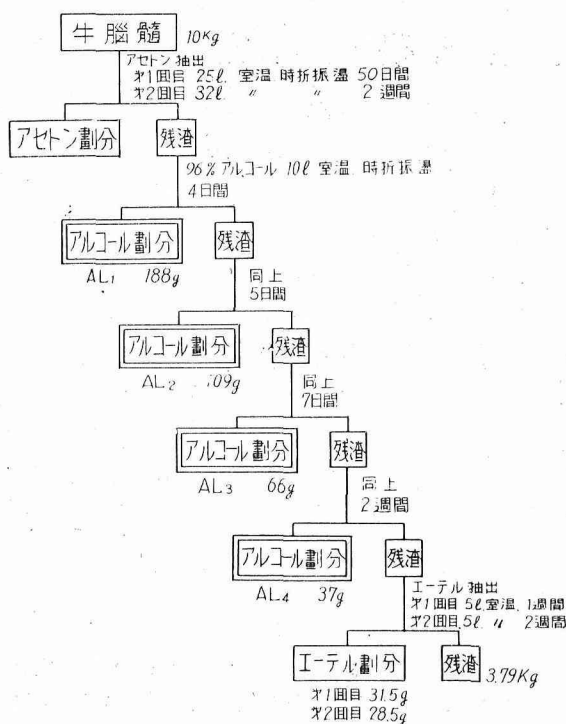 牛腦髓 10Kg
アセトン抽出
オ1回目 25ℓ 室温 時折振盪 50日間
オ2回目 32ℓ 〃 〃 2週間
アセトン劃分 残渣
96%アルコール 10ℓ 室温 時折振盪
4日間
アルコール劃分 残渣
AL1 188g
同上
5日間
アルコール劃分 残渣
AL2 109g
同上
7日間
アルコール劃分 残渣
AL3 66g
同上
2週間
アルコール劃分 残渣
AL4 37g
エーテル抽出
オ1回目 5ℓ 室温 1週間
オ2回目 5ℓ 〃 2週間
エーテル劃分 残渣 3.79Kg
オ1回目 31.5g
オ2回目 28.5g